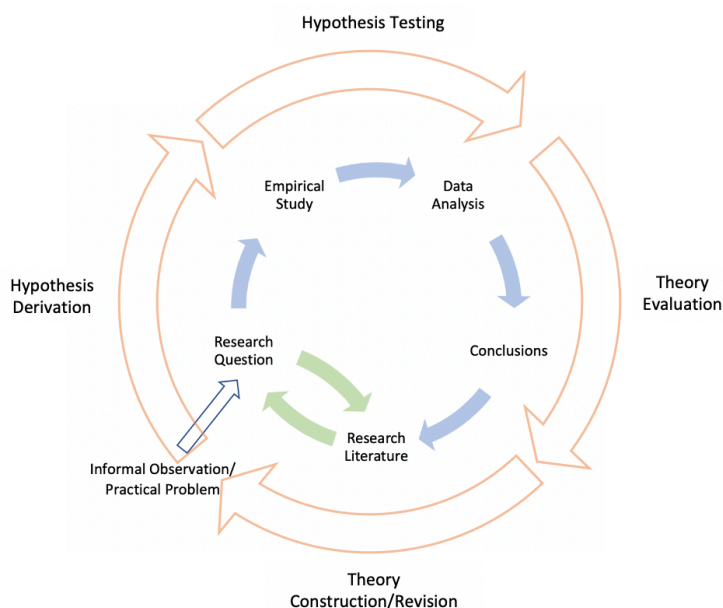 Hypothesis Testing
Empirical
Study
Data
Analysis
Hypothesis
Derivation
Theory
Evaluation
Research
Question
Conclusions
Research
Literature
Informal Observation/
Practical Problem
Theory
Construction/Revision